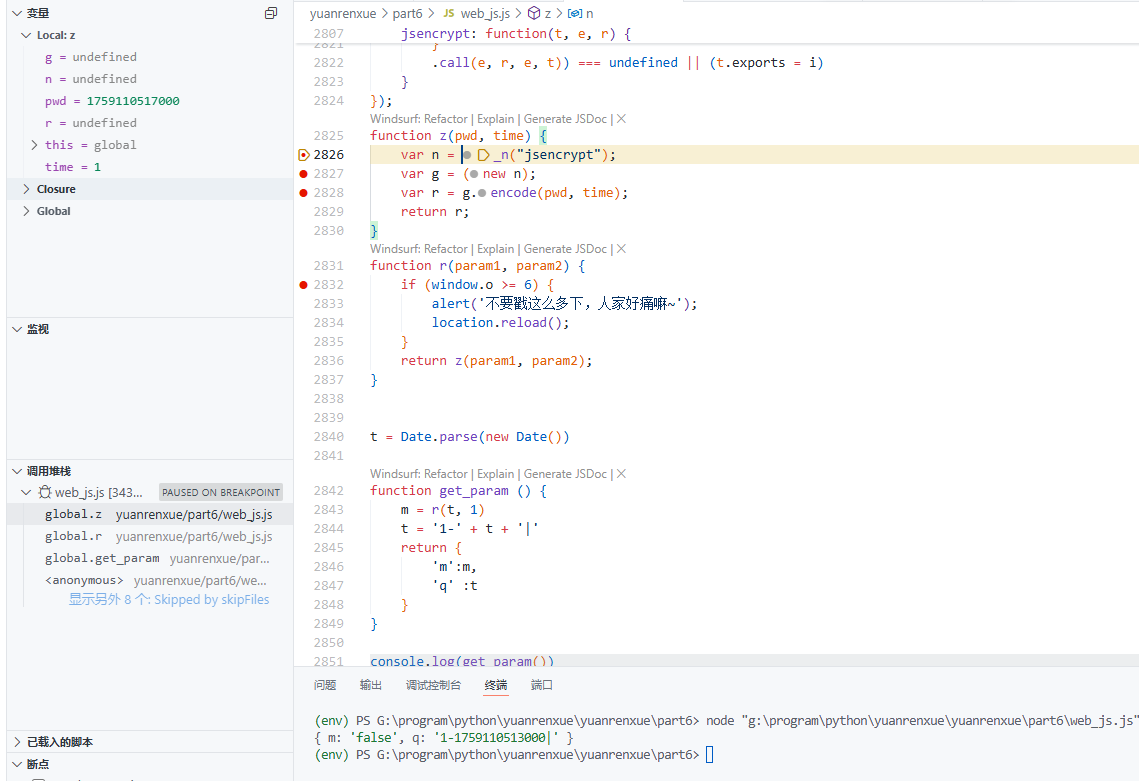 变量
Local: z
g = undefined
n = undefined
pwd = 1759110517000
r = undefined
this = global
time = 1
Closure
Global
监视
调用堆栈
web_js.js [343... PAUSED ON BREAKPOINT
global.z yuanrenxue/part6/web_js.js
global.r yuanrenxue/part6/web_js.js
global.get_param yuanrenxue/par...
<anonymous> yuanrenxue/part6/we...
显示另外 8 个: Skipped by skipFiles
已载入的脚本
断点
yuanrenxue > part6 > JS web_js.js > z > n
2807 jsencrypt: function(t, e, r) {
2821 }
2822 .call(e, r, e, t)) === undefined || (t.exports = i)
2823 }
2824 });
Windsurf: Refactor | Explain | Generate JSDoc | X
2825 function z(pwd, time) {
2826 var n = _n("jsencrypt");
2827 var g = (new n);
2828 var r = g.encode(pwd, time);
2829 return r;
2830 }
Windsurf: Refactor | Explain | Generate JSDoc | X
2831 function r(param1, param2) {
2832 if (window.o >= 6) {
2833 alert('不要戳这么多下，人家好痛嘛~');
2834 location.reload();
2835 }
2836 return z(param1, param2);
2837 }
2838
2839
2840 t = Date.parse(new Date())
2841
Windsurf: Refactor | Explain | Generate JSDoc | X
2842 function get_param () {
2843 m = r(t, 1)
2844 t = '1-' + t + '|'
2845 return {
2846 'm':m,
2847 'q' :t
2848 }
2849 }
2850
2851 console.log(get_param())
问题 输出 调试控制台 终端 端口
(env) PS G:\program\python\yuanrenxue\yuanrenxue\part6> node "g:\program\python\yuanrenxue\yuanrenxue\part6\web_js.js"
{ m: 'false', q: '1-1759110513000|' }
(env) PS G:\program\python\yuanrenxue\yuanrenxue\part6>